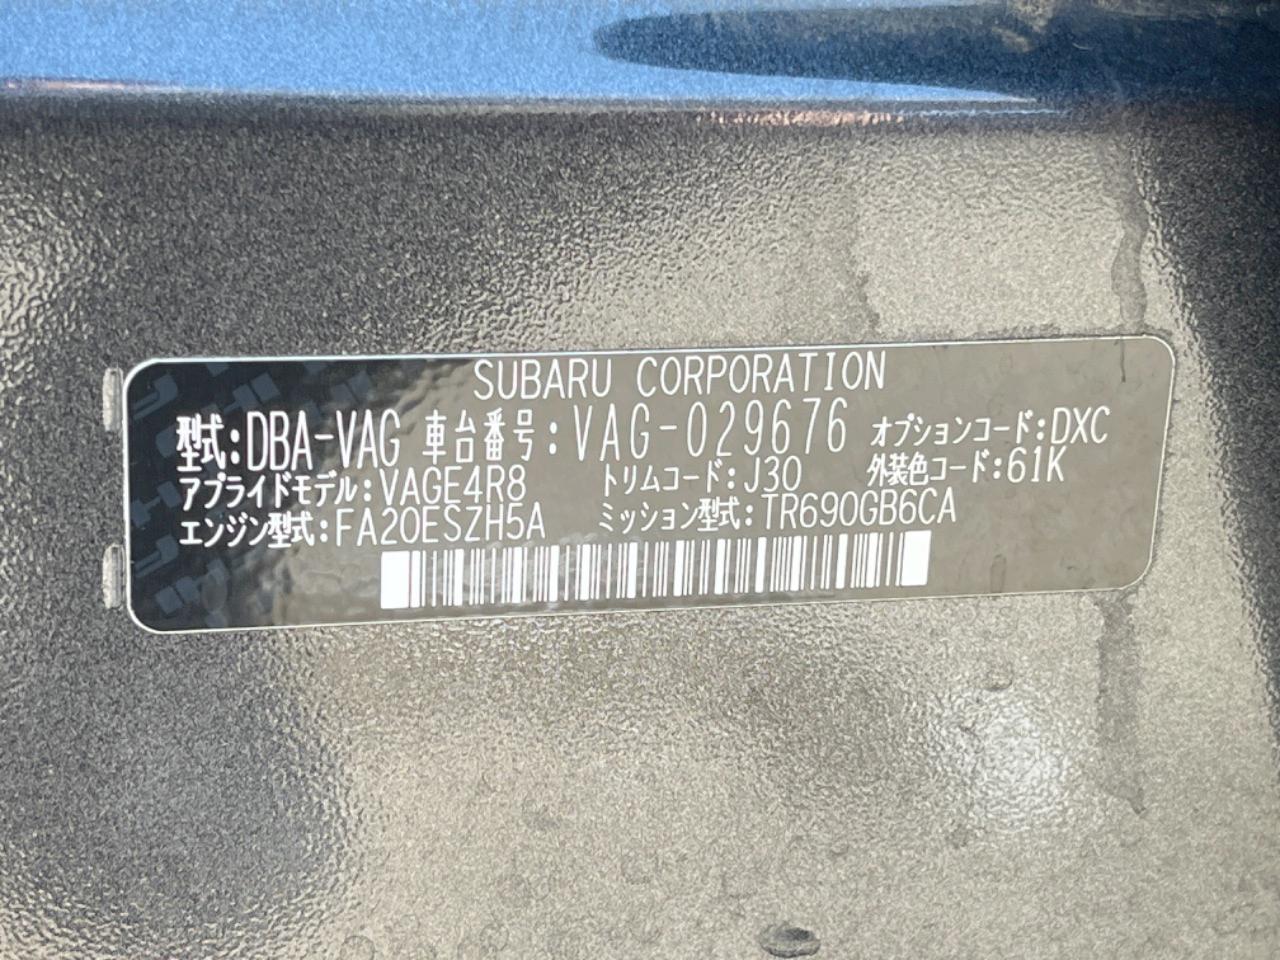 SUBARU CORPORATION
型式:DBA-VAG 車台番号:VAG-029676 オプションコード:DXC
アプライドモデル:VAGE4R8 トリムコード:J30 外装色コード:61K
エンジン型式:FA20ESZH5A ミッション型式:TR690GB6CA